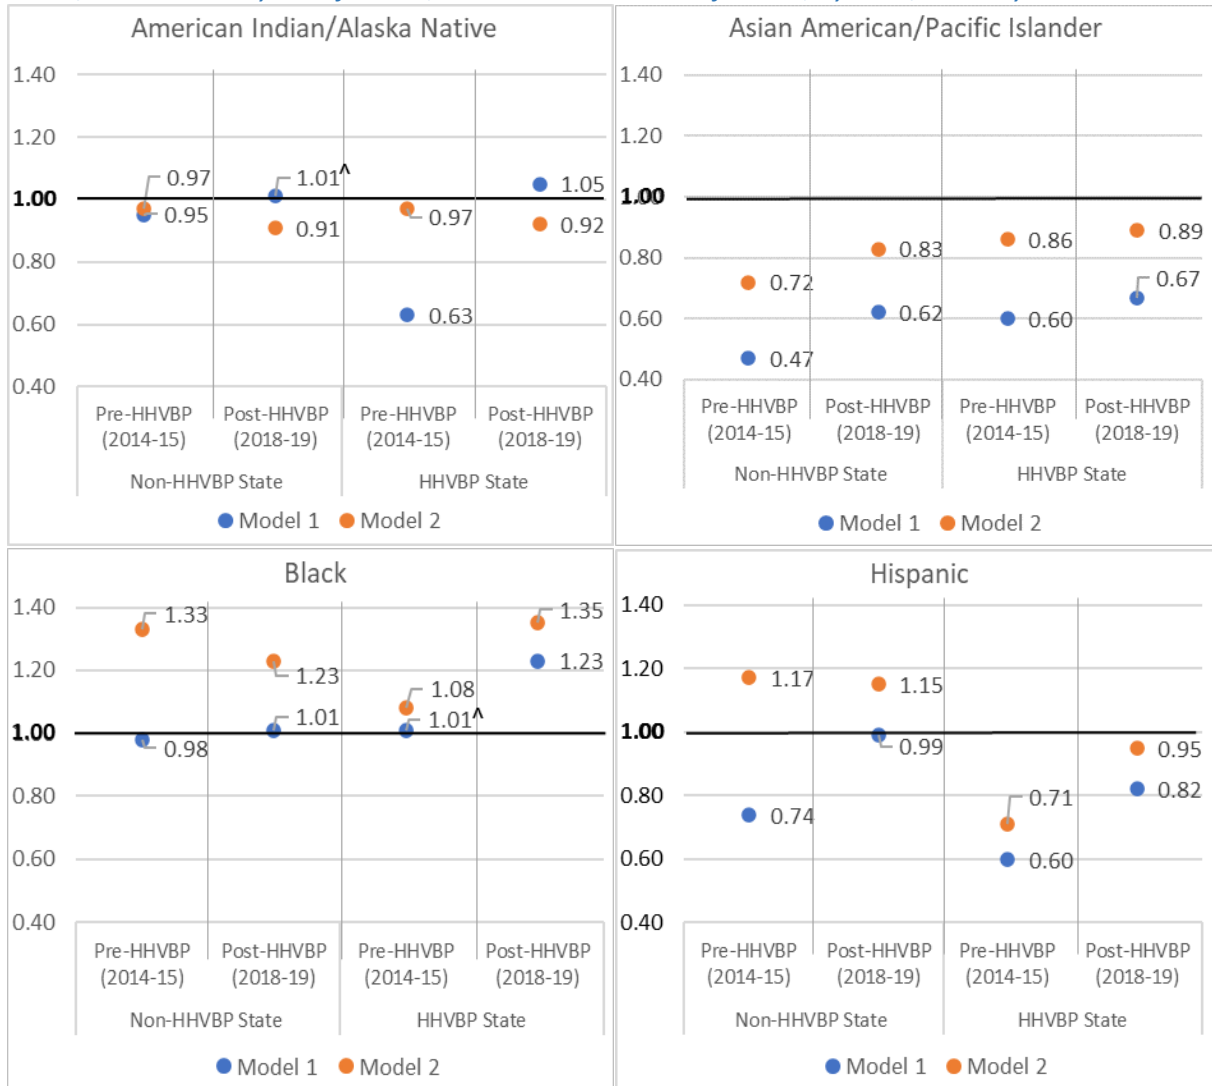 American Indian/Alaska Native
1.40
1.20
1.00
0.80
0.60
0.40
0.97
0.95
1.01^
0.91
0.97
0.63
1.05
0.92
Pre-HHVBP
(2014-15)
Post-HHVBP
(2018-19)
Pre-HHVBP
(2014-15)
Post-HHVBP
(2018-19)
Non-HHVBP State
HHVBP State
Model 1
Model 2
Asian American/Pacific Islander
1.40
1.20
1.00
0.80
0.60
0.40
0.72
0.47
0.83
0.62
0.86
0.60
0.89
0.67
Pre-HHVBP
(2014-15)
Post-HHVBP
(2018-19)
Pre-HHVBP
(2014-15)
Post-HHVBP
(2018-19)
Non-HHVBP State
HHVBP State
Model 1
Model 2
Black
1.40
1.20
1.00
0.80
0.60
0.40
1.33
0.98
1.23
1.01
1.08
1.01^
1.35
1.23
Pre-HHVBP
(2014-15)
Post-HHVBP
(2018-19)
Pre-HHVBP
(2014-15)
Post-HHVBP
(2018-19)
Non-HHVBP State
HHVBP State
Model 1
Model 2
Hispanic
1.40
1.20
1.00
0.80
0.60
0.40
1.17
0.74
1.15
0.99
0.71
0.60
0.95
0.82
Pre-HHVBP
(2014-15)
Post-HHVBP
(2018-19)
Pre-HHVBP
(2014-15)
Post-HHVBP
(2018-19)
Non-HHVBP State
HHVBP State
Model 1
Model 2